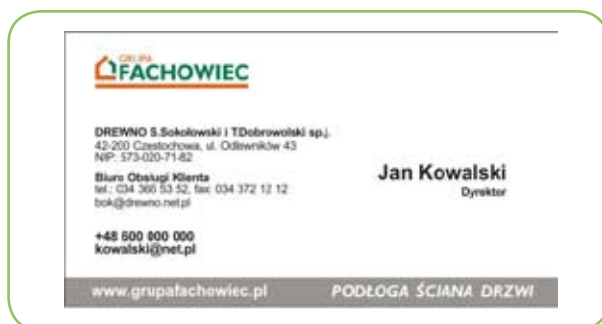 GRUPA
FACHOWIEC
DREWNO S.Sokołowski i T.Dobrowolski sp.j.
42-200 Częstochowa, ul. Odlewników 43
NIP: 573-020-71-82
Biuro Obsługi Klienta
tel.: 034 366 53 52, fax: 034 372 12 12
bok@drewno.net.pl
Jan Kowalski
Dyrektor
+48 600 000 000
kowalski@net.pl
www.grupafachowiec.pl PODŁOGA ŚCIANA DRZWI